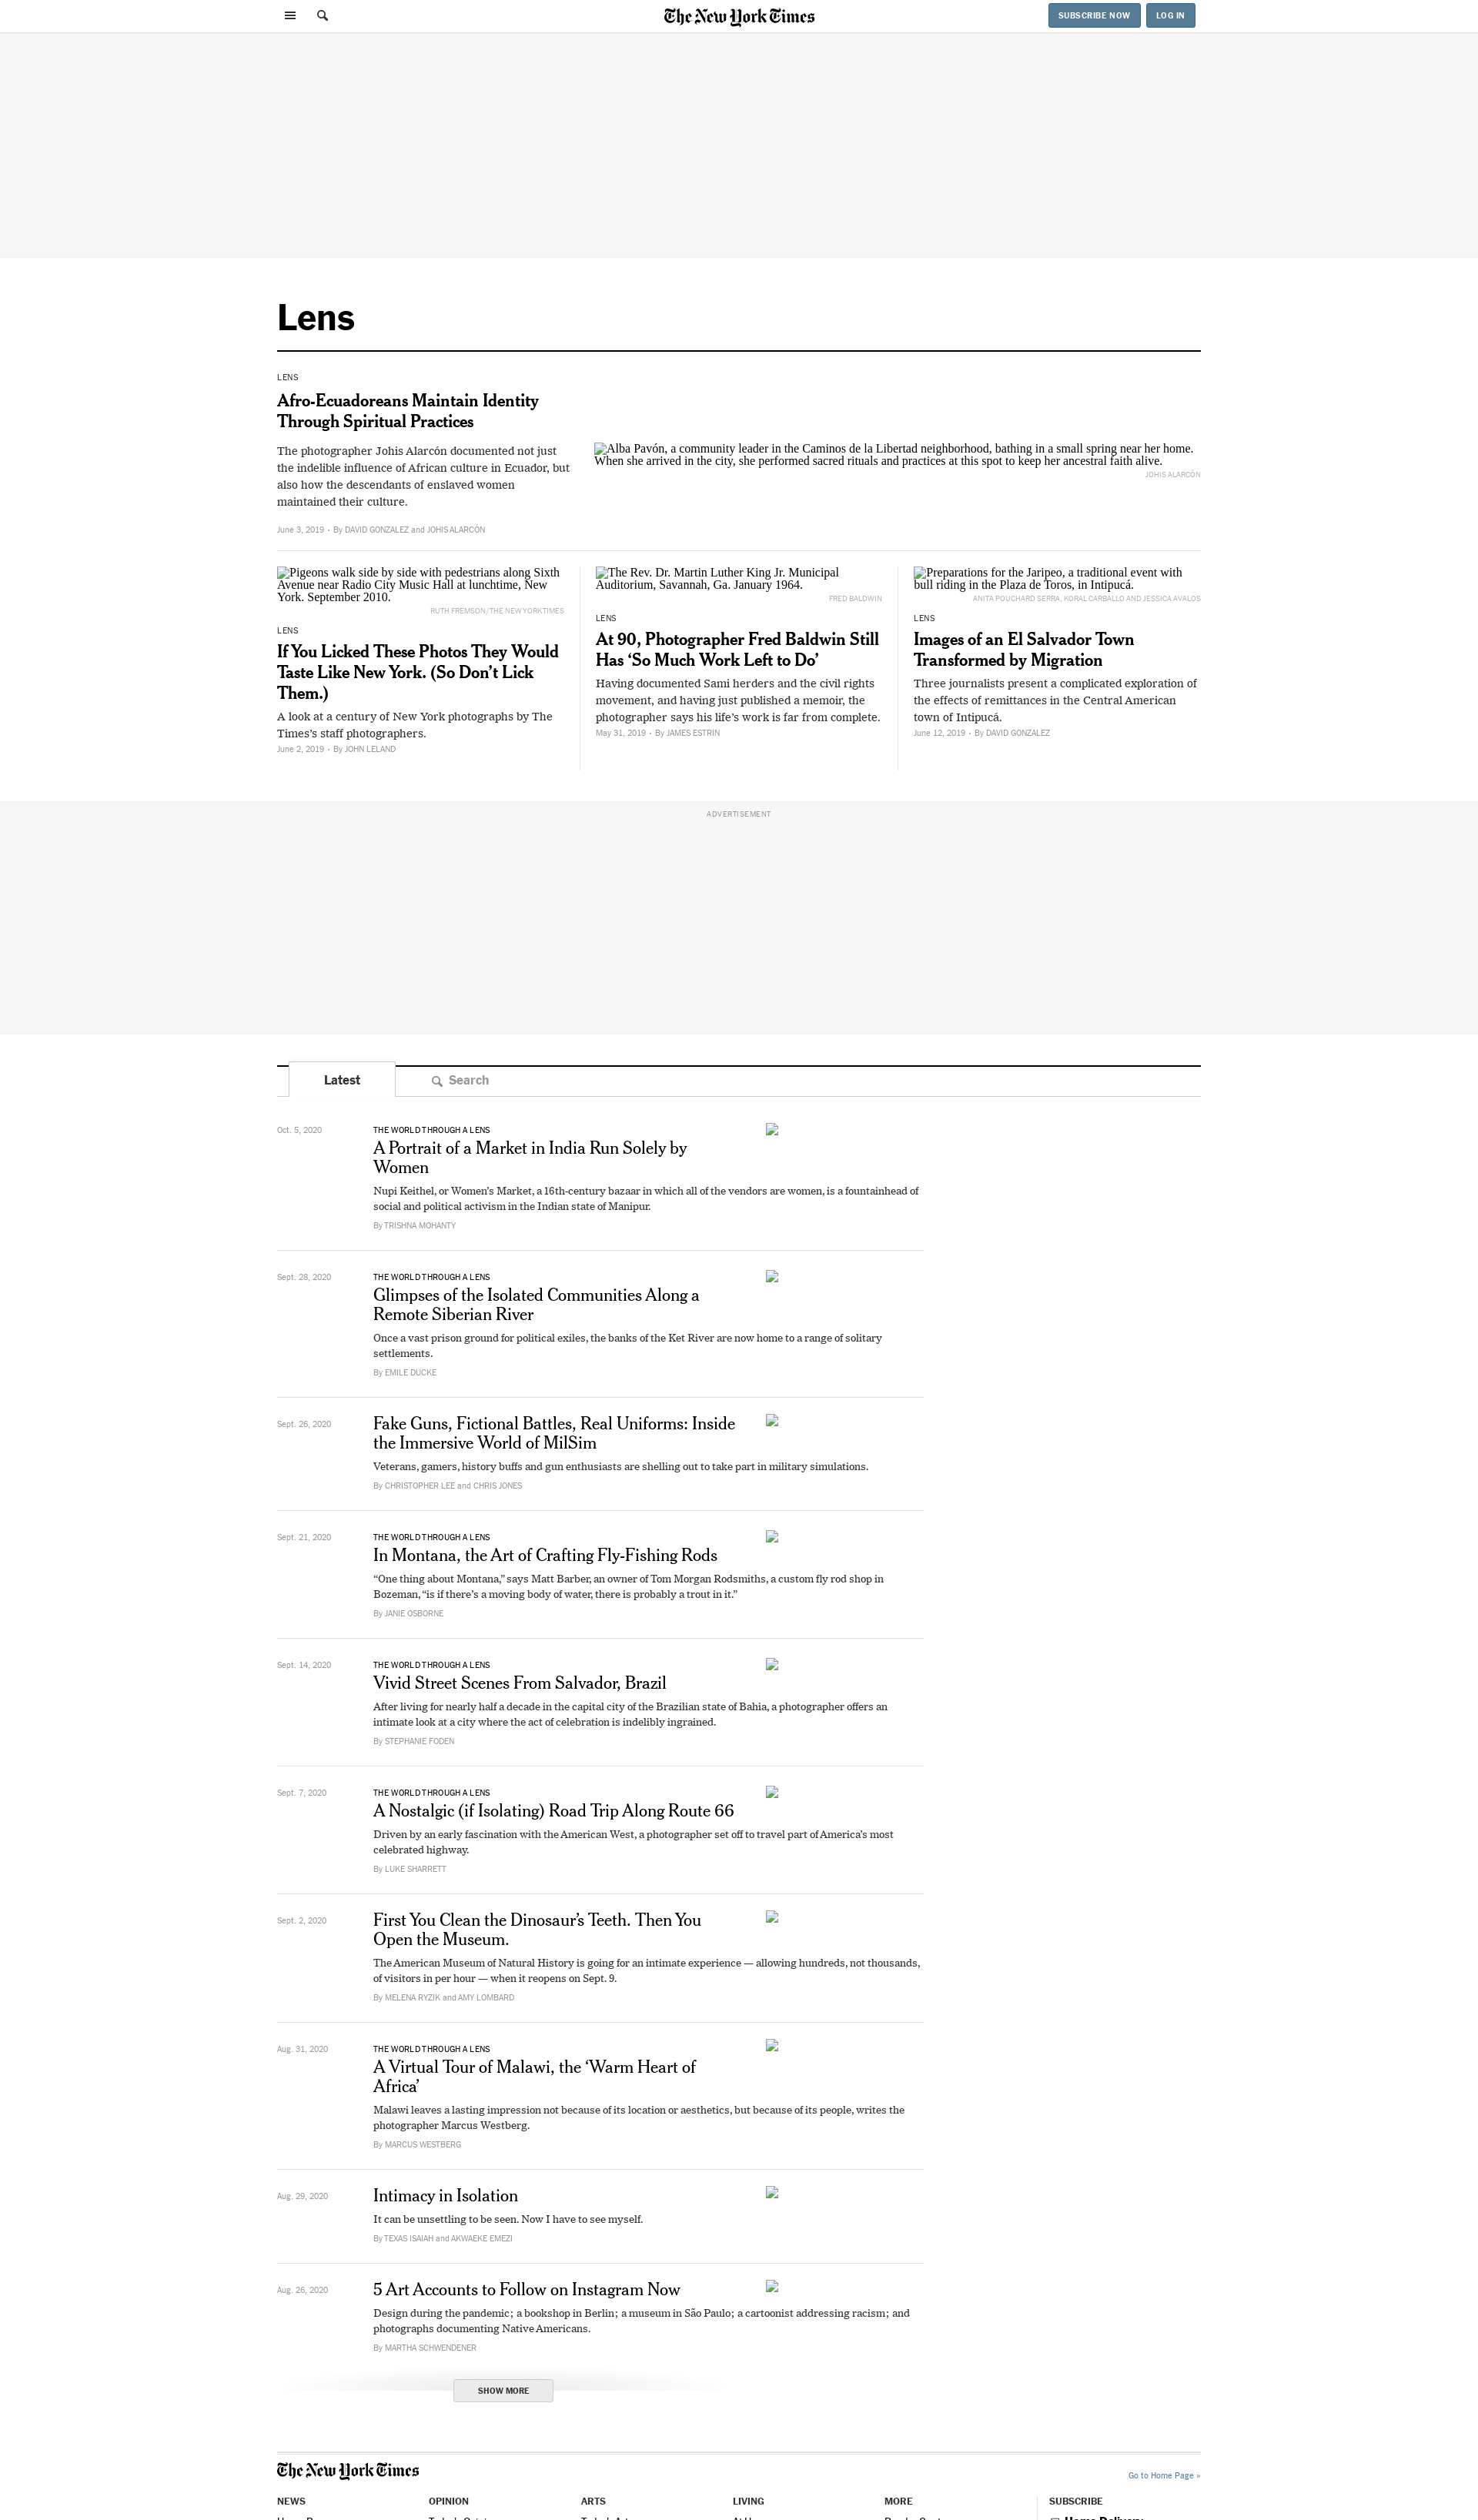 The New York Times
SUBSCRIBE NOW
LOG IN
Lens
LENS
Afro-Ecuadoreans Maintain Identity
Through Spiritual Practices
The photographer Johis Alarcón documented not just
the indelible influence of African culture in Ecuador, but
also how the descendants of enslaved women
maintained their culture.
June 3, 2019 • By DAVID GONZALEZ and JOHIS ALARCÓN
Alba Pavón, a community leader in the Caminos de la Libertad neighborhood, bathing in a small spring near her home.
When she arrived in the city, she performed sacred rituals and practices at this spot to keep her ancestral faith alive.
JOHIS ALARCÓN
Pigeons walk side by side with pedestrians along Sixth
Avenue near Radio City Music Hall at lunchtime, New
York. September 2010.
RUTH FREMSON/THE NEW YORK TIMES
LENS
If You Licked These Photos They Would
Taste Like New York. (So Don’t Lick
Them.)
A look at a century of New York photographs by The
Times’s staff photographers.
June 2, 2019 • By JOHN LELAND
The Rev. Dr. Martin Luther King Jr. Municipal
Auditorium, Savannah, Ga. January 1964.
FRED BALDWIN
LENS
At 90, Photographer Fred Baldwin Still
Has ‘So Much Work Left to Do’
Having documented Sami herders and the civil rights
movement, and having just published a memoir, the
photographer says his life’s work is far from complete.
May 31, 2019 • By JAMES ESTRIN
Preparations for the Jaripeo, a traditional event with
bull riding in the Plaza de Toros, in Intipucá.
ANITA POUCHARD SERRA, KORAL CARBALLO AND JESSICA AVALOS
LENS
Images of an El Salvador Town
Transformed by Migration
Three journalists present a complicated exploration of
the effects of remittances in the Central American
town of Intipucá.
June 12, 2019 • By DAVID GONZALEZ
ADVERTISEMENT
Latest
Search
Oct. 5, 2020
THE WORLD THROUGH A LENS
A Portrait of a Market in India Run Solely by
Women
Nupi Keithel, or Women’s Market, a 16th-century bazaar in which all of the vendors are women, is a fountainhead of
social and political activism in the Indian state of Manipur.
By TRISHNA MOHANTY
Sept. 28, 2020
THE WORLD THROUGH A LENS
Glimpses of the Isolated Communities Along a
Remote Siberian River
Once a vast prison ground for political exiles, the banks of the Ket River are now home to a range of solitary
settlements.
By EMILE DUCKE
Sept. 26, 2020
Fake Guns, Fictional Battles, Real Uniforms: Inside
the Immersive World of MilSim
Veterans, gamers, history buffs and gun enthusiasts are shelling out to take part in military simulations.
By CHRISTOPHER LEE and CHRIS JONES
Sept. 21, 2020
THE WORLD THROUGH A LENS
In Montana, the Art of Crafting Fly-Fishing Rods
“One thing about Montana,” says Matt Barber, an owner of Tom Morgan Rodsmiths, a custom fly rod shop in
Bozeman, “is if there’s a moving body of water, there is probably a trout in it.”
By JANIE OSBORNE
Sept. 14, 2020
THE WORLD THROUGH A LENS
Vivid Street Scenes From Salvador, Brazil
After living for nearly half a decade in the capital city of the Brazilian state of Bahia, a photographer offers an
intimate look at a city where the act of celebration is indelibly ingrained.
By STEPHANIE FODEN
Sept. 7, 2020
THE WORLD THROUGH A LENS
A Nostalgic (if Isolating) Road Trip Along Route 66
Driven by an early fascination with the American West, a photographer set off to travel part of America’s most
celebrated highway.
By LUKE SHARRETT
Sept. 2, 2020
First You Clean the Dinosaur’s Teeth. Then You
Open the Museum.
The American Museum of Natural History is going for an intimate experience — allowing hundreds, not thousands,
of visitors in per hour — when it reopens on Sept. 9.
By MELENA RYZIK and AMY LOMBARD
Aug. 31, 2020
THE WORLD THROUGH A LENS
A Virtual Tour of Malawi, the ‘Warm Heart of
Africa’
Malawi leaves a lasting impression not because of its location or aesthetics, but because of its people, writes the
photographer Marcus Westberg.
By MARCUS WESTBERG
Aug. 29, 2020
Intimacy in Isolation
It can be unsettling to be seen. Now I have to see myself.
By TEXAS ISAIAH and AKWAEKE EMEZI
Aug. 26, 2020
5 Art Accounts to Follow on Instagram Now
Design during the pandemic; a bookshop in Berlin; a museum in São Paulo; a cartoonist addressing racism; and
photographs documenting Native Americans.
By MARTHA SCHWENDENER
SHOW MORE
The New York Times
Go to Home Page »
NEWS
OPINION
ARTS
LIVING
MORE
SUBSCRIBE